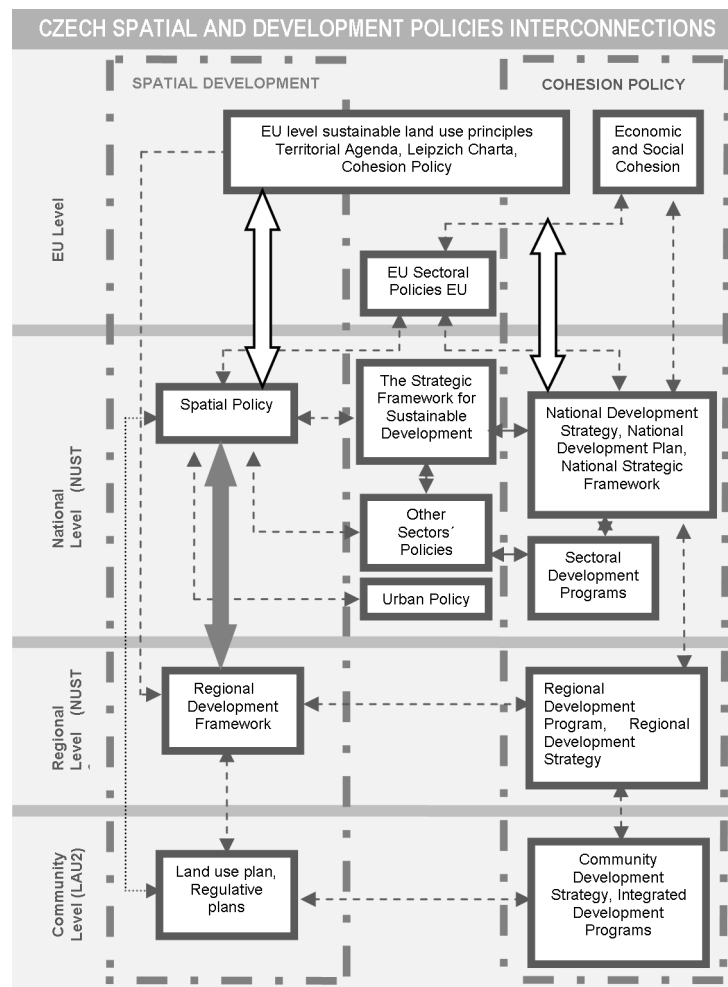 CZECH SPATIAL AND DEVELOPMENT POLICIES INTERCONNECTIONS
SPATIAL DEVELOPMENT
COHESION POLICY
EU Level
EU level sustainable land use principles
Territorial Agenda, Leipzich Charta,
Cohesion Policy
Economic
and Social
Cohesion
EU Sectoral
Policies EU
National
Level (NUST
Spatial Policy
The Strategic
Framework for
Sustainable
Development
National Development
Strategy, National
Development Plan,
National Strategic
Framework
Other
Sectors´
Policies
Sectoral
Development
Programs
Urban Policy
Regional
Level (NUST
Regional
Development
Framework
Regional
Development
Program, Regional
Development
Strategy
Community
Level (LAU2)
Land use plan,
Regulative
plans
Community
Development
Strategy, Integrated
Development
Programs